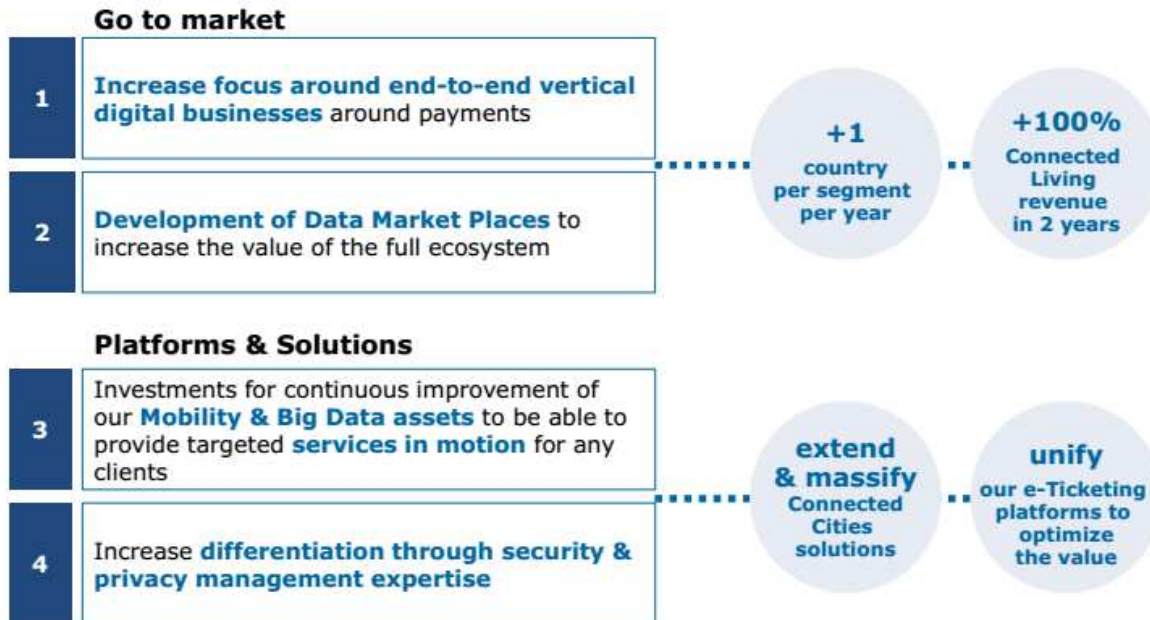 Go to market
1
Increase focus around end-to-end vertical
digital businesses around payments
2
Development of Data Market Places to
increase the value of the full ecosystem
+1
country
per segment
per year
+100%
Connected
Living
revenue
in 2 years
Platforms & Solutions
3
Investments for continuous improvement of
our Mobility & Big Data assets to be able to
provide targeted services in motion for any
clients
4
Increase differentiation through security &
privacy management expertise
extend
& massify
Connected
Cities
solutions
unify
our e-Ticketing
platforms to
optimize
the value